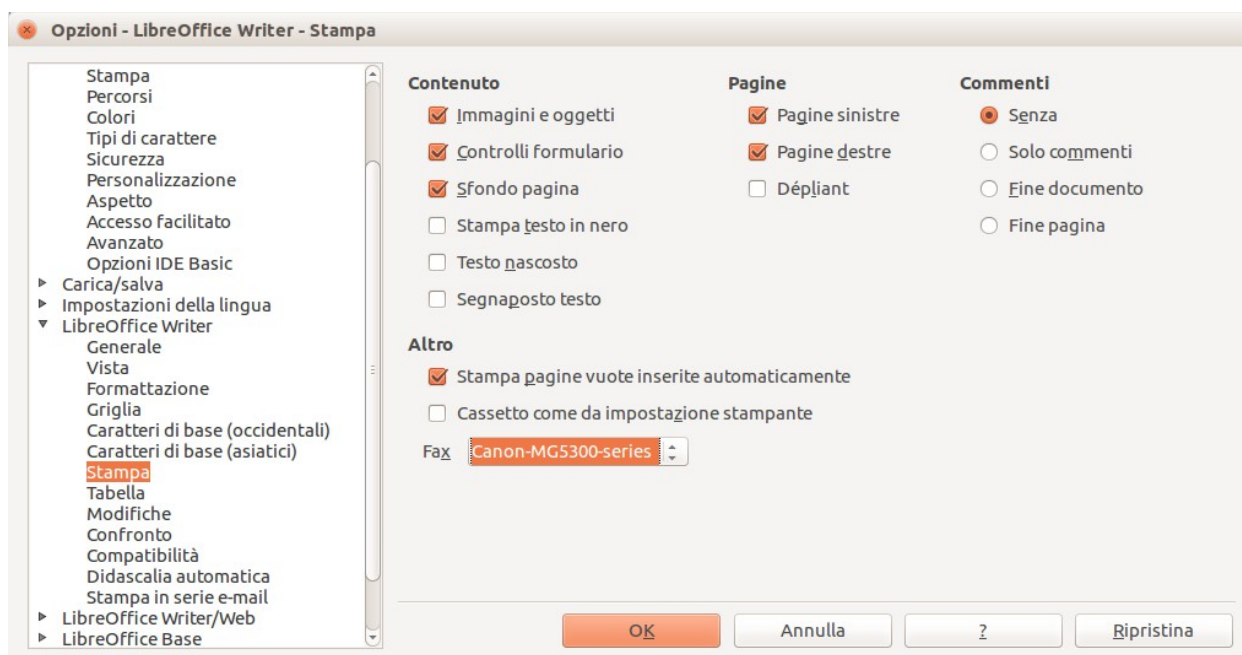 Opzioni - LibreOffice Writer - Stampa
Stampa
Percorsi
Colori
Tipi di carattere
Sicurezza
Personalizzazione
Aspetto
Accesso facilitato
Avanzato
Opzioni IDE Basic
Carica/salva
Impostazioni della lingua
LibreOffice Writer
Generale
Vista
Formattazione
Griglia
Caratteri di base (occidentali)
Caratteri di base (asiatici)
Stampa
Tabella
Modifiche
Confronto
Compatibilità
Didascalia automatica
Stampa in serie e-mail
LibreOffice Writer/Web
LibreOffice Base
Contenuto
Immagini e oggetti
Controlli formulario
Sfondo pagina
Stampa testo in nero
Testo nascosto
Segnaposto testo
Pagine
Pagine sinistre
Pagine destre
Dépliant
Commenti
Senza
Solo commenti
Fine documento
Fine pagina
Altro
Stampa pagine vuote inserite automaticamente
Cassetto come da impostazione stampante
Fax Canon-MG5300-series
OK Annulla ? Ripristina